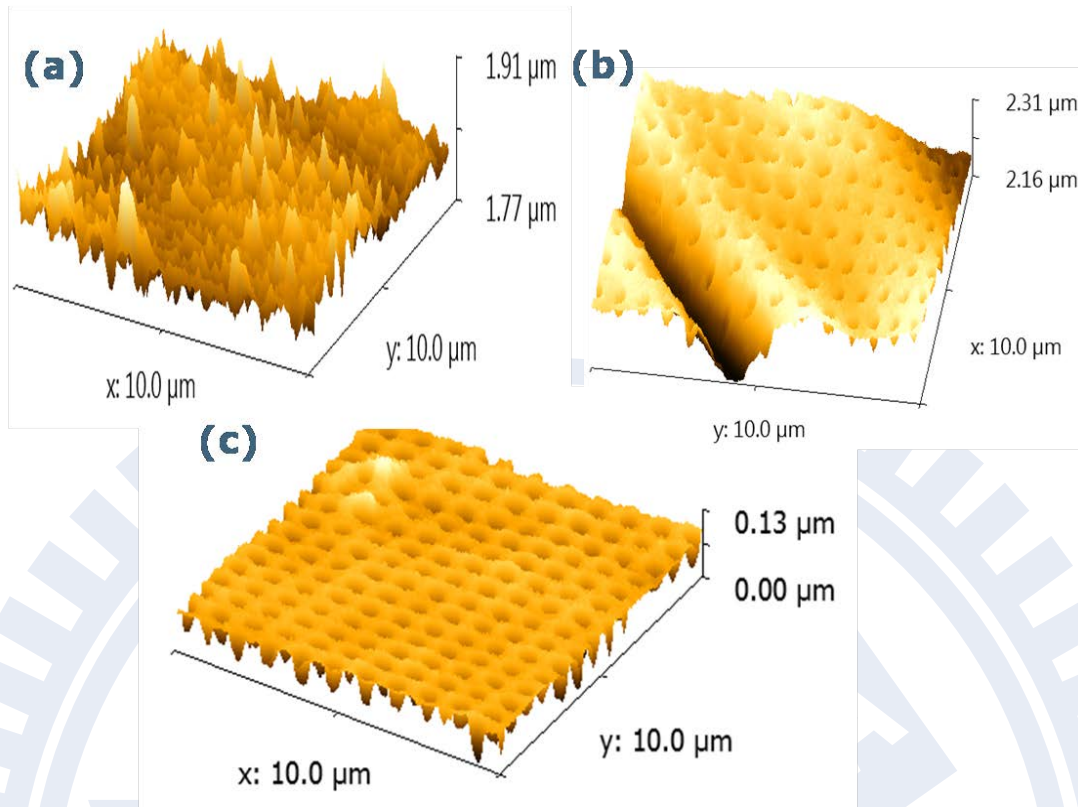 (a)
1.91 µm
1.77 µm
x: 10.0 µm
y: 10.0 µm
(b)
2.31 µm
2.16 µm
x: 10.0 µm
y: 10.0 µm
(c)
0.13 µm
0.00 µm
x: 10.0 µm
y: 10.0 µm